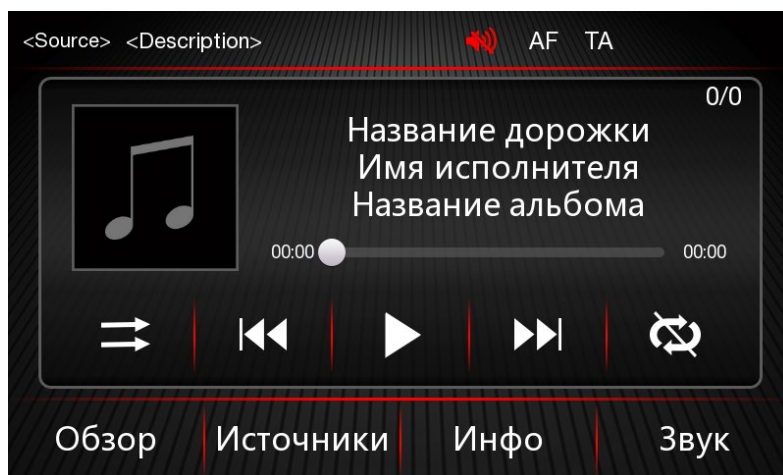 <Source> <Description> AF TA
0/0
Название дорожки
Имя исполнителя
Название альбома
00:00 00:00
Обзор Источники Инфо Звук